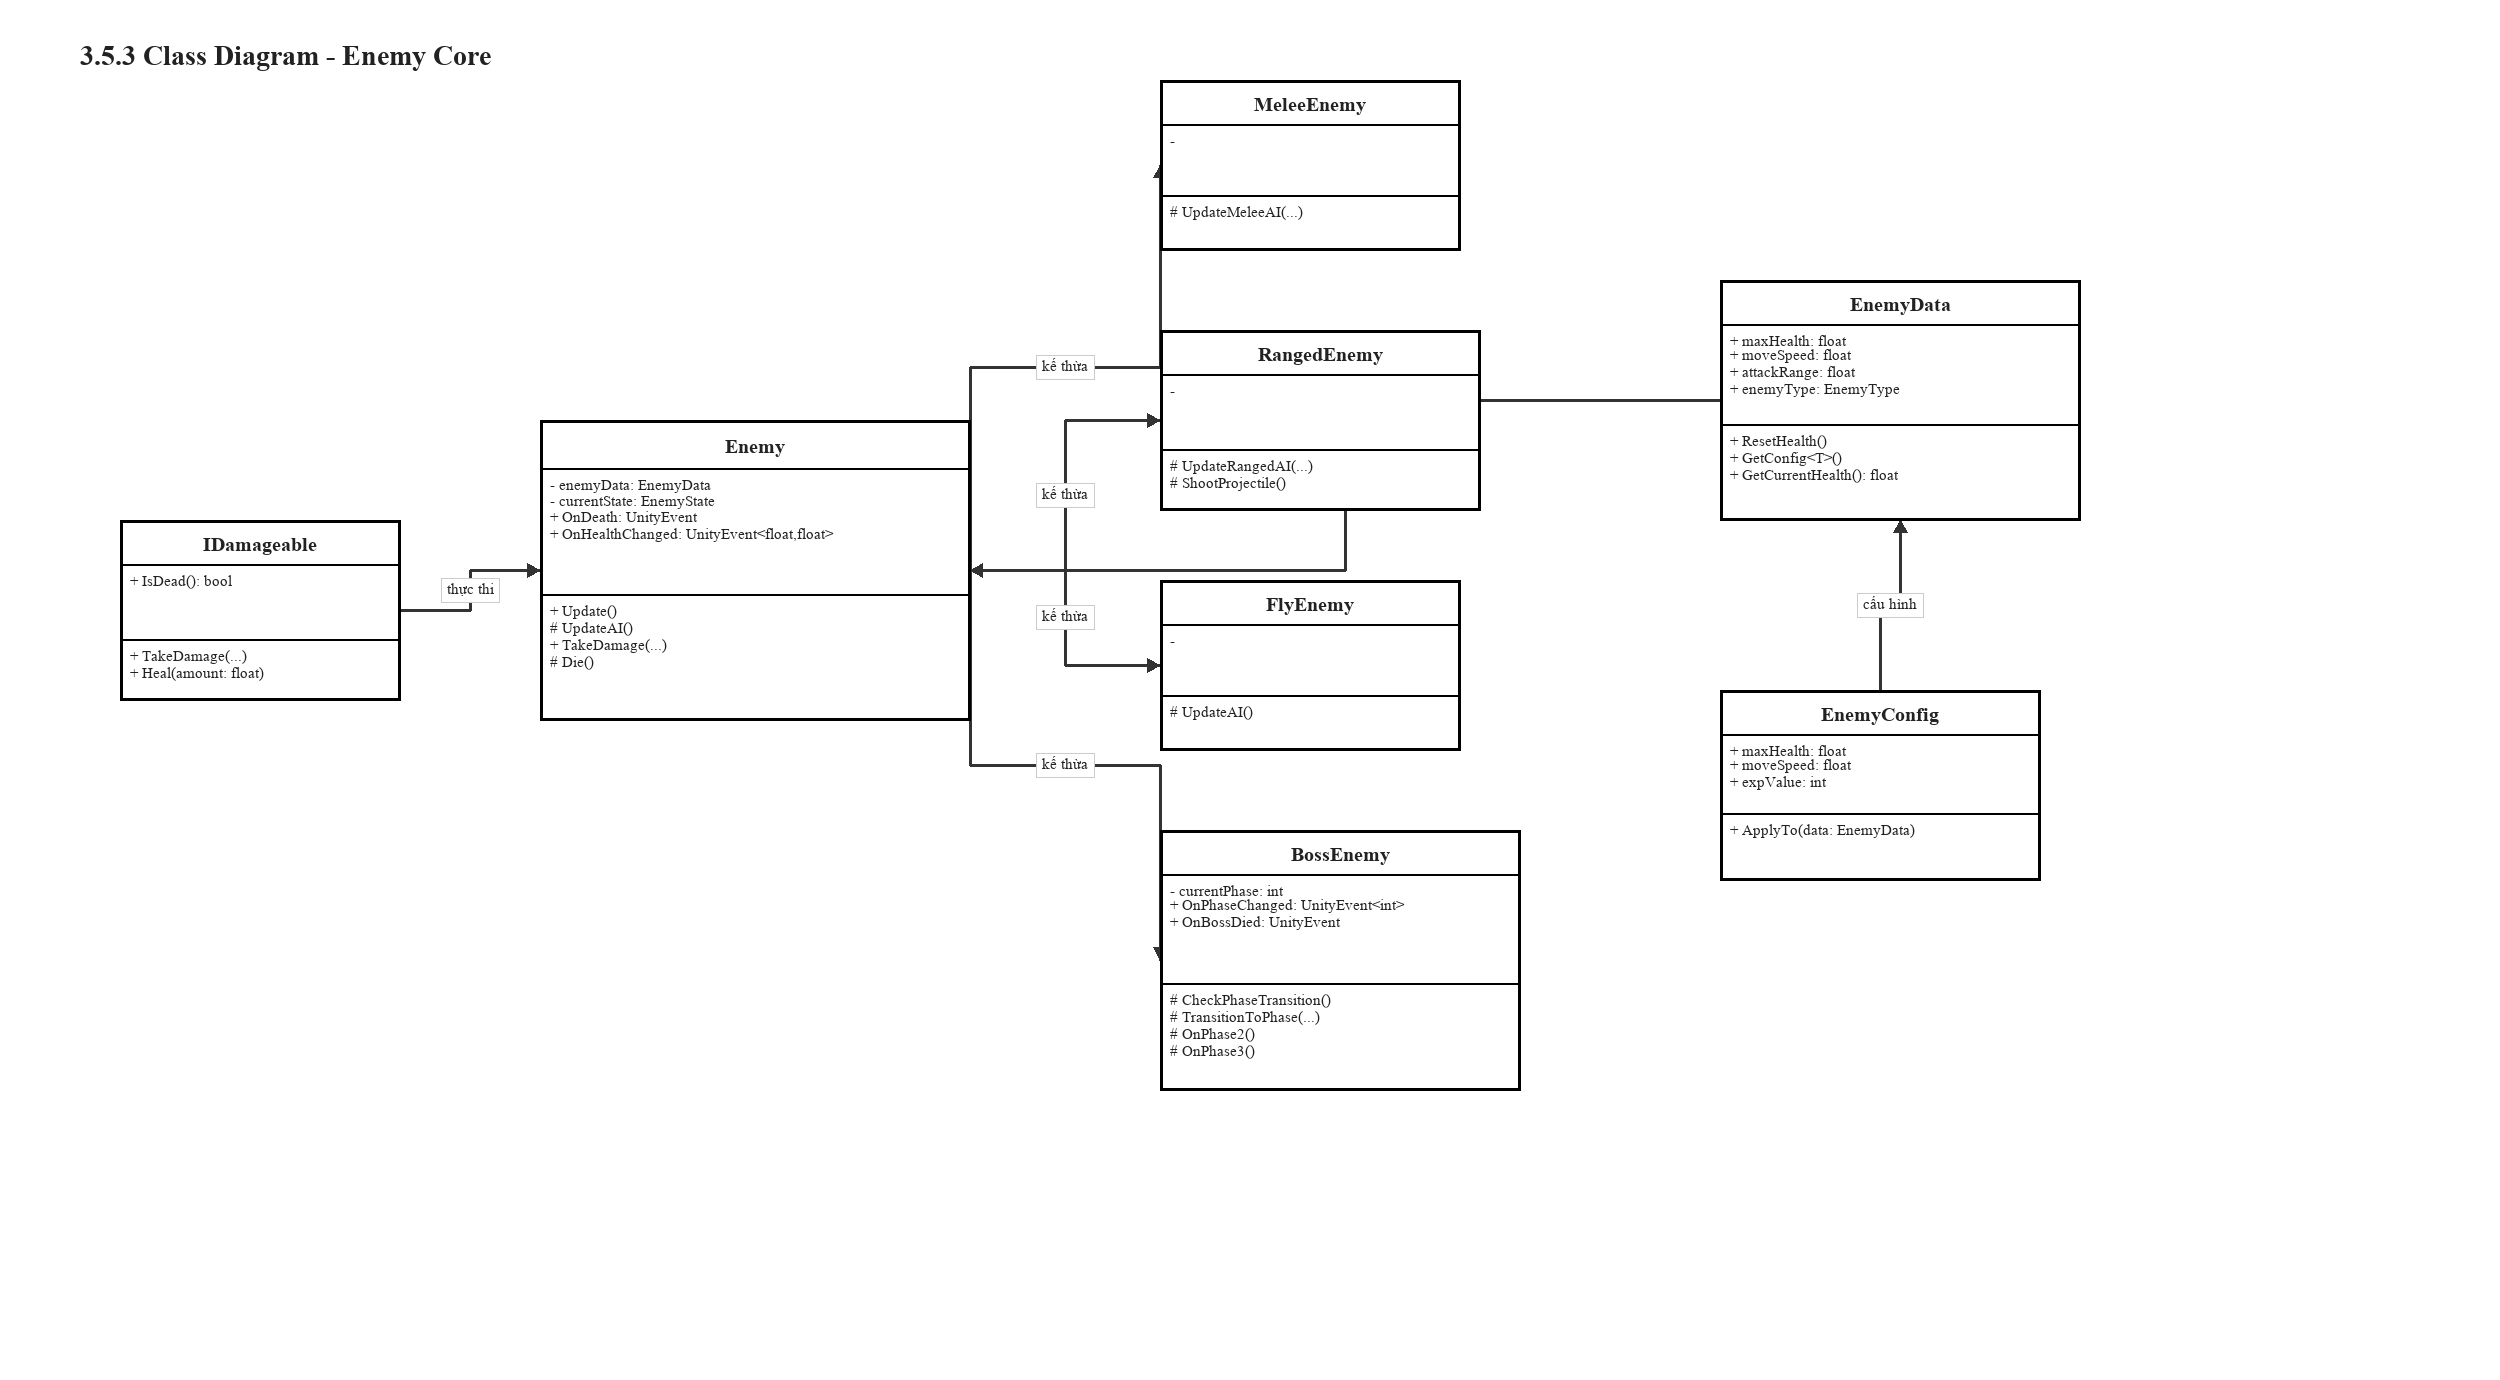 3.5.3 Class Diagram - Enemy Core
MeleeEnemy
-
# UpdateMeleeAI(...)
RangedEnemy
-
# UpdateRangedAI(...)
# ShootProjectile()
EnemyData
+ maxHealth: float
+ moveSpeed: float
+ attackRange: float
+ enemyType: EnemyType
+ ResetHealth()
+ GetConfig<T>()
+ GetCurrentHealth(): float
kế thừa
Enemy
- enemyData: EnemyData
- currentState: EnemyState
+ OnDeath: UnityEvent
+ OnHealthChanged: UnityEvent<float,float>
+ Update()
# UpdateAI()
+ TakeDamage(...)
# Die()
kế thừa
IDamageable
+ IsDead(): bool
+ TakeDamage(...)
+ Heal(amount: float)
thực thi
kế thừa
FlyEnemy
-
# UpdateAI()
cấu hình
kế thừa
EnemyConfig
+ maxHealth: float
+ moveSpeed: float
+ expValue: int
+ ApplyTo(data: EnemyData)
BossEnemy
- currentPhase: int
+ OnPhaseChanged: UnityEvent<int>
+ OnBossDied: UnityEvent
# CheckPhaseTransition()
# TransitionToPhase(...)
# OnPhase2()
# OnPhase3()